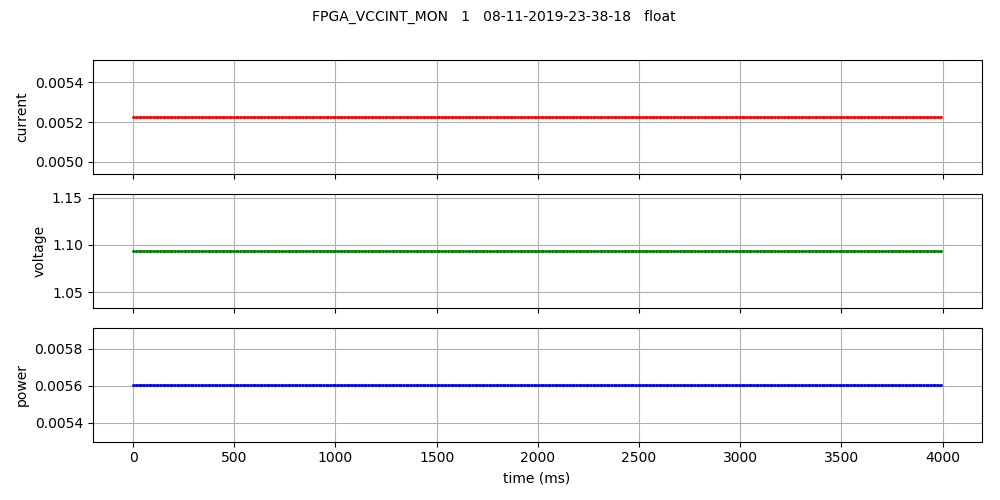 FPGA_VCCINT_MON 1 08-11-2019-23-38-18 float
0.0054
0.0052
0.0050
current
1.15
1.10
1.05
voltage
0.0058
0.0056
0.0054
power
0 500 1000 1500 2000 2500 3000 3500 4000
time (ms)